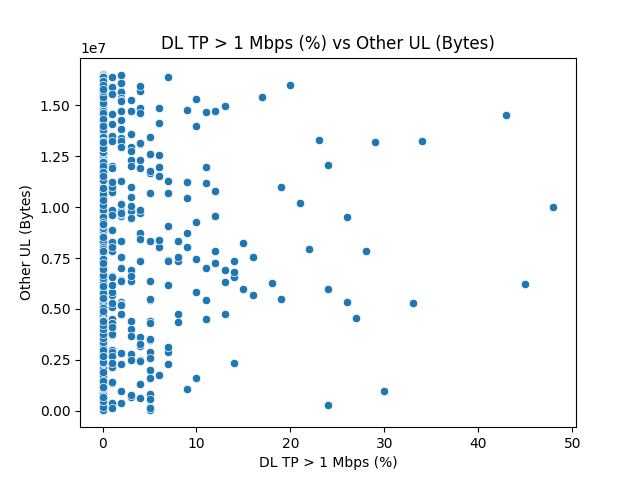 DL TP > 1 Mbps (%) vs Other UL (Bytes)
1e7
1.50
1.25
1.00
0.75
0.50
0.25
0.00
Other UL (Bytes)
0 10 20 30 40 50
DL TP > 1 Mbps (%)